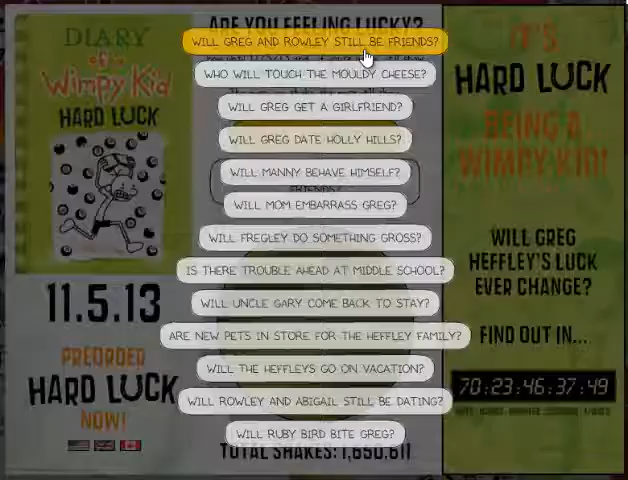 DIARY
of a
Wimpy Kid
HARD LUCK
11.5.13
PREORDER
HARD LUCK
NOW!
ARE YOU FEELING LUCKY?
WILL GREG AND ROWLEY STILL BE FRIENDS?
WHO WILL TOUCH THE MOULDY CHEESE?
WILL GREG GET A GIRLFRIEND?
WILL GREG DATE HOLLY HILLS?
WILL MANNY BEHAVE HIMSELF?
WILL MOM EMBARRASS GREG?
WILL FREGLEY DO SOMETHING GROSS?
IS THERE TROUBLE AHEAD AT MIDDLE SCHOOL?
WILL UNCLE GARY COME BACK TO STAY?
ARE NEW PETS IN STORE FOR THE HEFFLEY FAMILY?
WILL THE HEFFLEYS GO ON VACATION?
WILL ROWLEY AND ABIGAIL STILL BE DATING?
WILL RUBY BIRD BITE GREG?
TOTAL SHAKES: 1,650,611
IT'S
HARD LUCK
BEING A
WIMPY KID!
WILL GREG
HEFFLEY'S LUCK
EVER CHANGE?
FIND OUT IN...
70:23:46:37:49